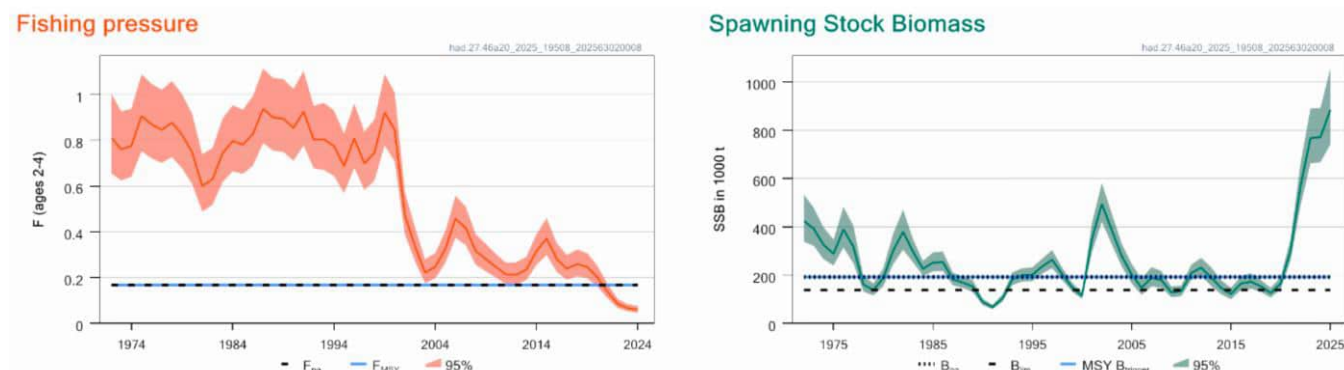 Fishing pressure
had.27.46a20_2025_19508_202563020008
F (ages 2-4)
1
0.8
0.6
0.4
0.2
0
1974 1984 1994 2004 2014 2024
95%
Spawning Stock Biomass
had.27.46a20_2025_19508_202563020008
SSB in 1000 t
1000
800
600
400
200
0
1975 1985 1995 2005 2015 2025
MSY 95%